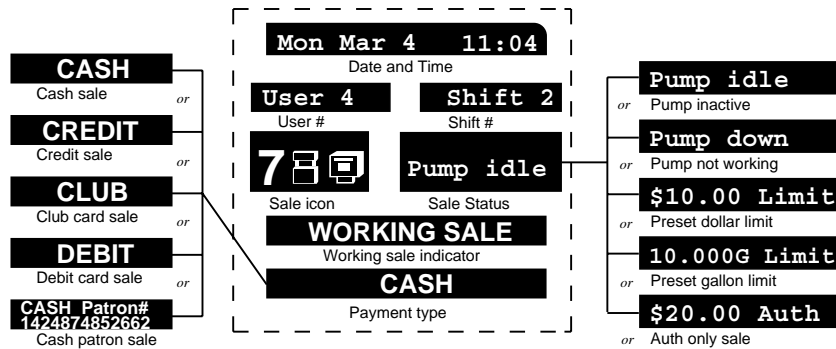 CASH
Cash sale
or
CREDIT
Credit sale
or
CLUB
Club card sale
or
DEBIT
Debit card sale
or
CASH Patron#
1424874852662
Cash patron sale
Mon Mar 4 11:04
Date and Time
User 4
User #
Shift 2
Shift #
7
Sale icon
Pump idle
Sale Status
WORKING SALE
Working sale indicator
CASH
Payment type
Pump idle
or Pump inactive
Pump down
or Pump not working
$10.00 Limit
or Preset dollar limit
10.000G Limit
or Preset gallon limit
$20.00 Auth
or Auth only sale